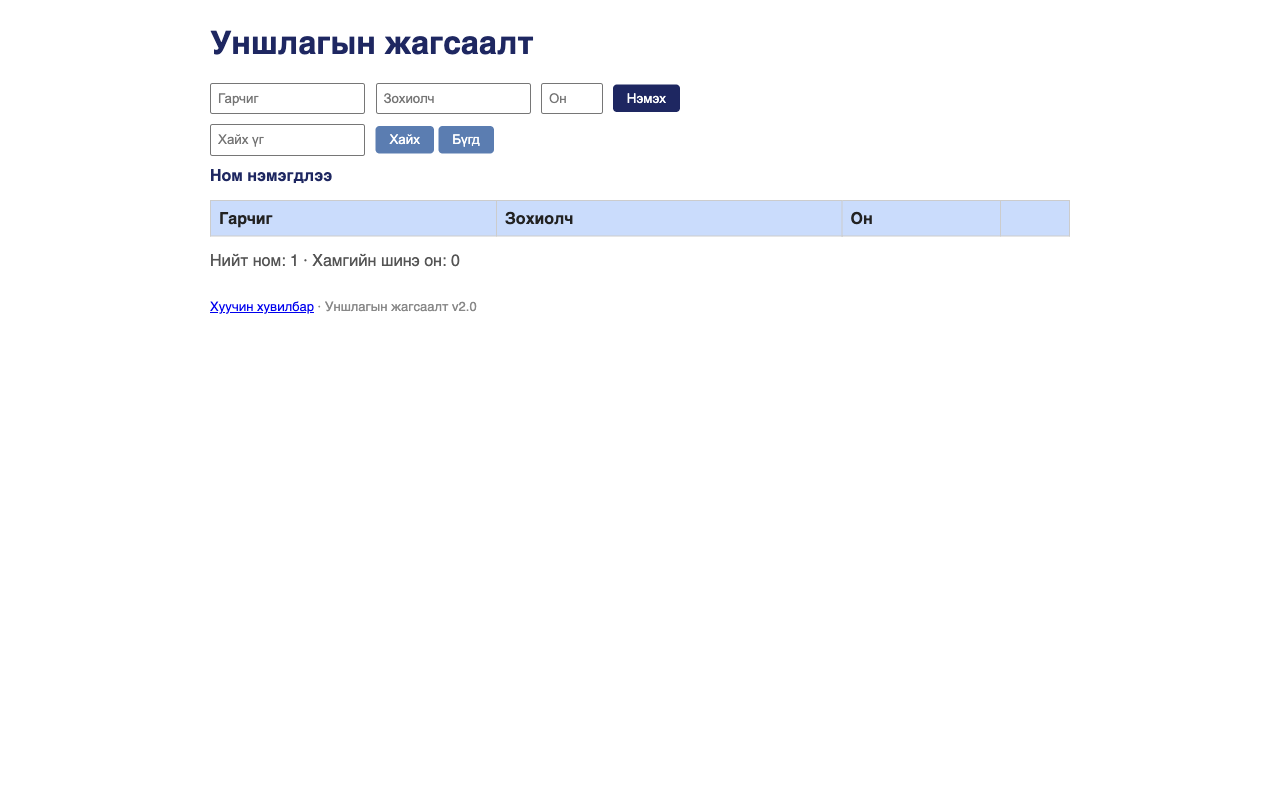 Уншлагын жагсаалт
Гарчиг Зохиолч Он Нэмэх
Хайх үг Хайх Бүгд
Ном нэмэгдлээ
Гарчиг Зохиолч Он
Нийт ном: 1 · Хамгийн шинэ он: 0
Хуучин хувилбар · Уншлагын жагсаалт v2.0